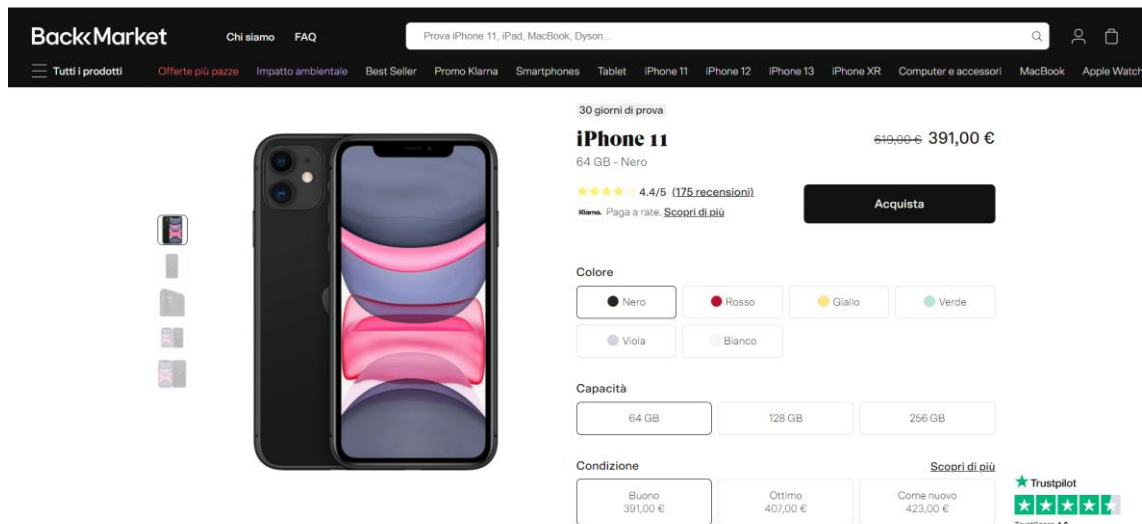 BackMarket
Chi siamo FAQ
Prova iPhone 11, iPad, MacBook, Dyson...
Tutti i prodotti Offerte più pazze Impatto ambientale Best Seller Promo Klarna Smartphones Tablet iPhone 11 iPhone 12 iPhone 13 iPhone XR Computer e accessori MacBook Apple Watch
30 giorni di prova
iPhone 11
619,00 € 391,00 €
64 GB - Nero
4.4/5 (175 recensioni)
Klarna. Paga a rate. Scopri di più
Acquista
Colore
Nero Rosso Giallo Verde
Viola Bianco
Capacità
64 GB 128 GB 256 GB
Condizione Scopri di più
Buono Ottimo Come nuovo
391,00 € 407,00 € 423,00 €
Trustpilot